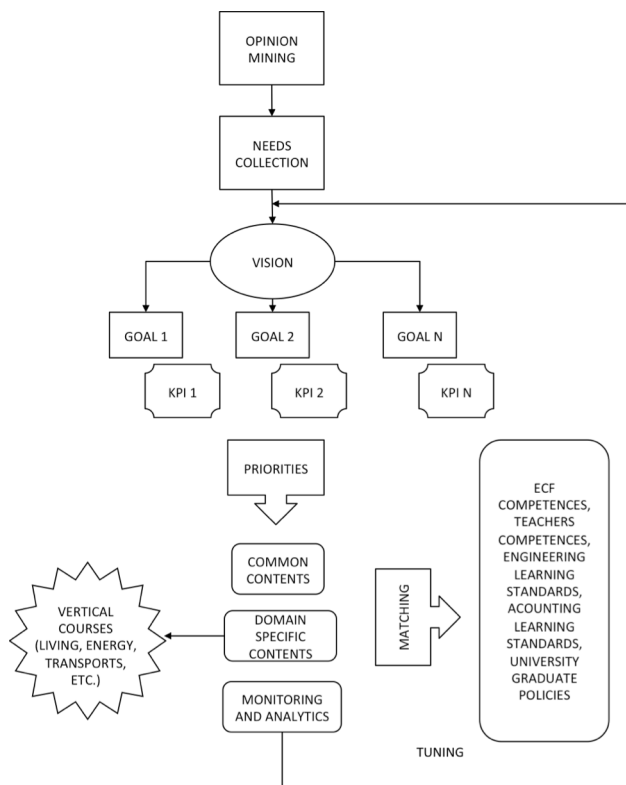 OPINION
MINING
NEEDS
COLLECTION
VISION
GOAL 1
GOAL 2
GOAL N
KPI 1
KPI 2
KPI N
PRIORITIES
COMMON
CONTENTS
DOMAIN
SPECIFIC
CONTENTS
VERTICAL
COURSES
(LIVING, ENERGY,
TRANSPORTS,
ETC.)
MONITORING
AND ANALYTICS
MATCHING
ECF
COMPETENCES,
TEACHERS
COMPETENCES,
ENGINEERING
LEARNING
STANDARDS,
ACOUNTING
LEARNING
STANDARDS,
UNIVERSITY
GRADUATE
POLICIES
TUNING